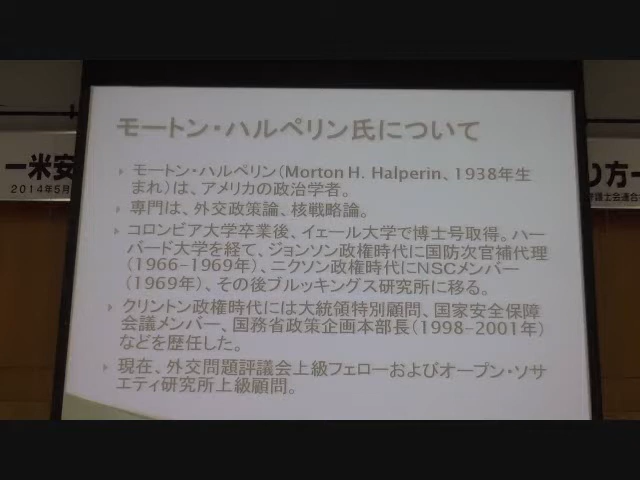 モートン・ハルペリン氏について
一米安
2014年5月
り方一
護士会連合
モートン・ハルペリン(Morton H. Halperin、1938年生
まれ)は、アメリカの政治学者。
専門は、外交政策論、核戦略論。
コロンビア大学卒業後、イェール大学で博士号取得。ハー
バード大学を経て、ジョンソン政権時代に国防次官補代理
(1966-1969年)、ニクソン政権時代にNSCメンバー
(1969年)、その後ブルッキングス研究所に移る。
クリントン政権時代には大統領特別顧問、国家安全保障
会議メンバー、国務省政策企画本部長(1998-2001年)
などを歴任した。
現在、外交問題評議会上級フェローおよびオープン・ソサ
エティ研究所上級顧問。